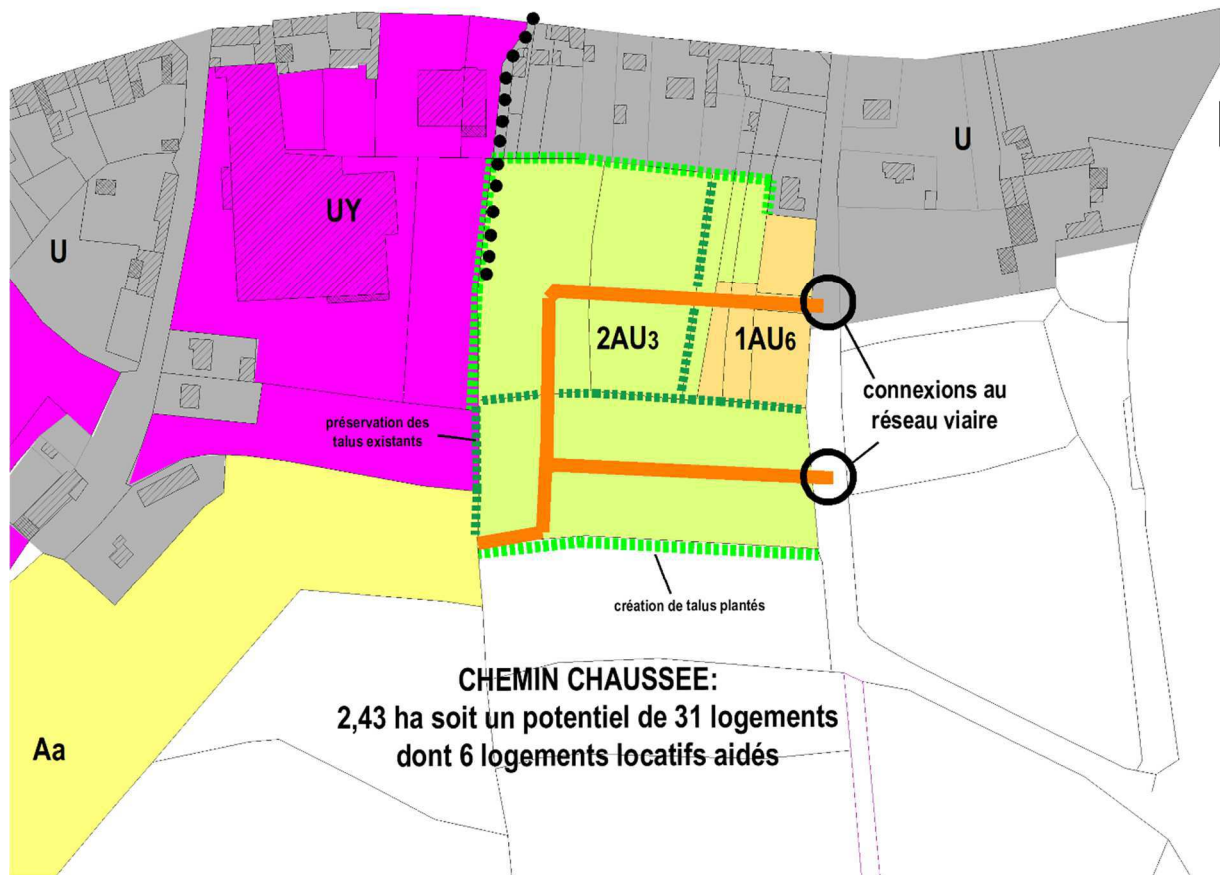 U
UY
U
2AU3
1AU6
connexions au
réseau viaire
préservation des
talus existants
création de talus plantés
CHEMIN CHAUSSEE:
2,43 ha soit un potentiel de 31 logements
dont 6 logements locatifs aidés
Aa